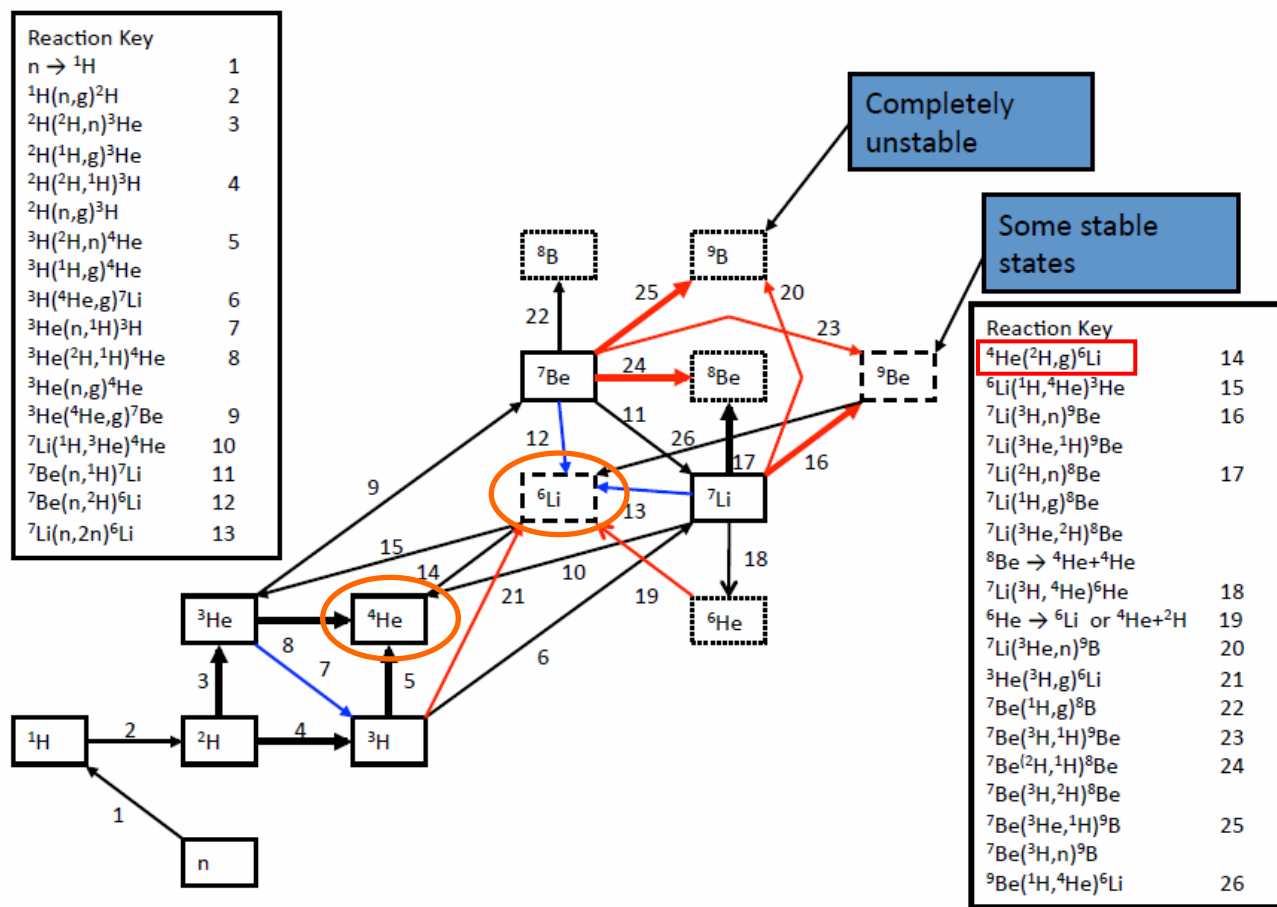 Reaction Key
n → ¹H 1
¹H(n,g)²H 2
²H(²H,n)³He 3
²H(¹H,g)³He
²H(²H,¹H)³H 4
²H(n,g)³H
³H(²H,n)⁴He 5
³H(¹H,g)⁴He
³H(⁴He,g)⁷Li 6
³He(n,¹H)³H 7
³He(²H,¹H)⁴He 8
³He(n,g)⁴He
³He(⁴He,g)⁷Be 9
⁷Li(¹H,³He)⁴He 10
⁷Be(n,¹H)⁷Li 11
⁷Be(n,²H)⁶Li 12
⁷Li(n,2n)⁶Li 13
Completely
unstable
Some stable
states
⁸B
⁹B
22
25
20
23
⁷Be
24
⁸Be
⁹Be
11
12
26
17
16
⁶Li
13
⁷Li
9
15
14
10
18
21
19
³He
⁴He
⁶He
8
7
6
3
5
¹H
2
²H
4
³H
1
n
Reaction Key
⁴He(²H,g)⁶Li 14
⁶Li(¹H,⁴He)³He 15
⁷Li(³H,n)⁹Be 16
⁷Li(³He,¹H)⁹Be
⁷Li(²H,n)⁸Be 17
⁷Li(¹H,g)⁸Be
⁷Li(³He,²H)⁸Be
⁸Be → ⁴He+⁴He
⁷Li(³H,⁴He)⁶He 18
⁶He → ⁶Li or ⁴He+²H 19
⁷Li(³He,n)⁹B 20
³He(³H,g)⁶Li 21
⁷Be(¹H,g)⁸B 22
⁷Be(³H,¹H)⁹Be 23
⁷Be⁽²H,¹H)⁸Be 24
⁷Be(³H,²H)⁸Be
⁷Be(³He,¹H)⁹B 25
⁷Be(³H,n)⁹B
⁹Be(¹H,⁴He)⁶Li 26